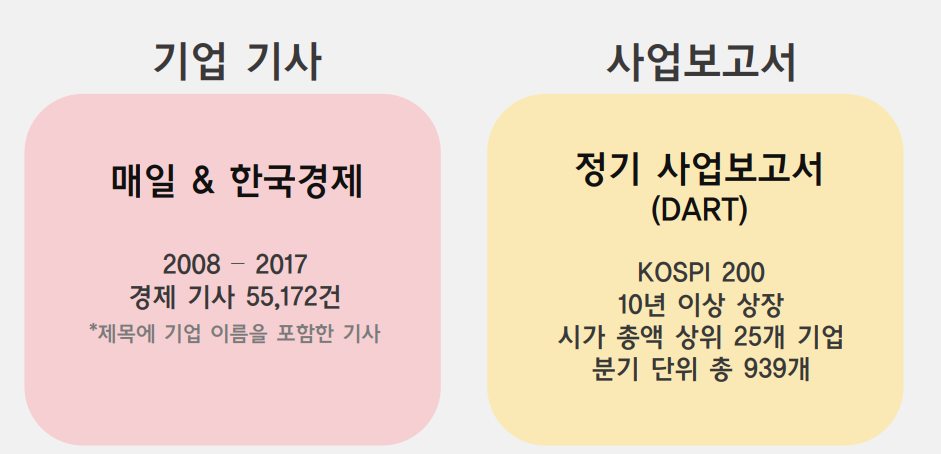 기업 기사
매일 & 한국경제
2008 – 2017
경제 기사 55,172건
*제목에 기업 이름을 포함한 기사
사업보고서
정기 사업보고서
(DART)
KOSPI 200
10년 이상 상장
시가 총액 상위 25개 기업
분기 단위 총 939개